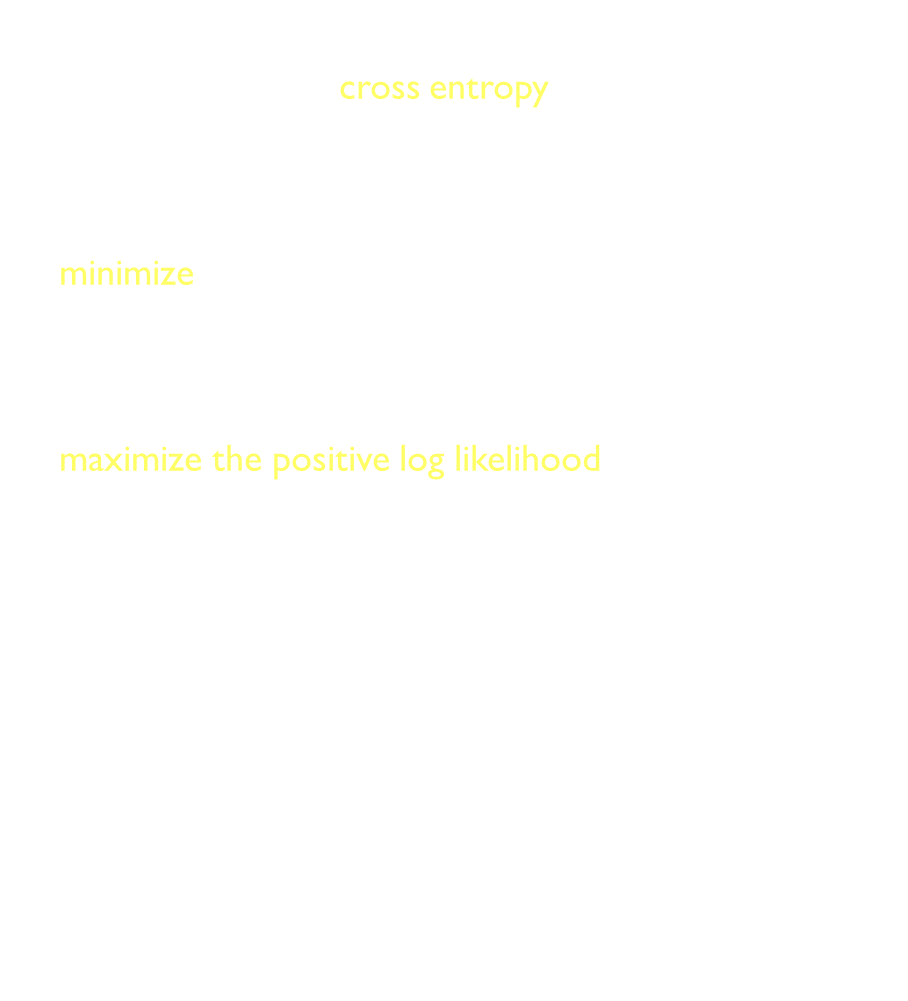 cross entropy
minimize
maximize the positive log likelihood